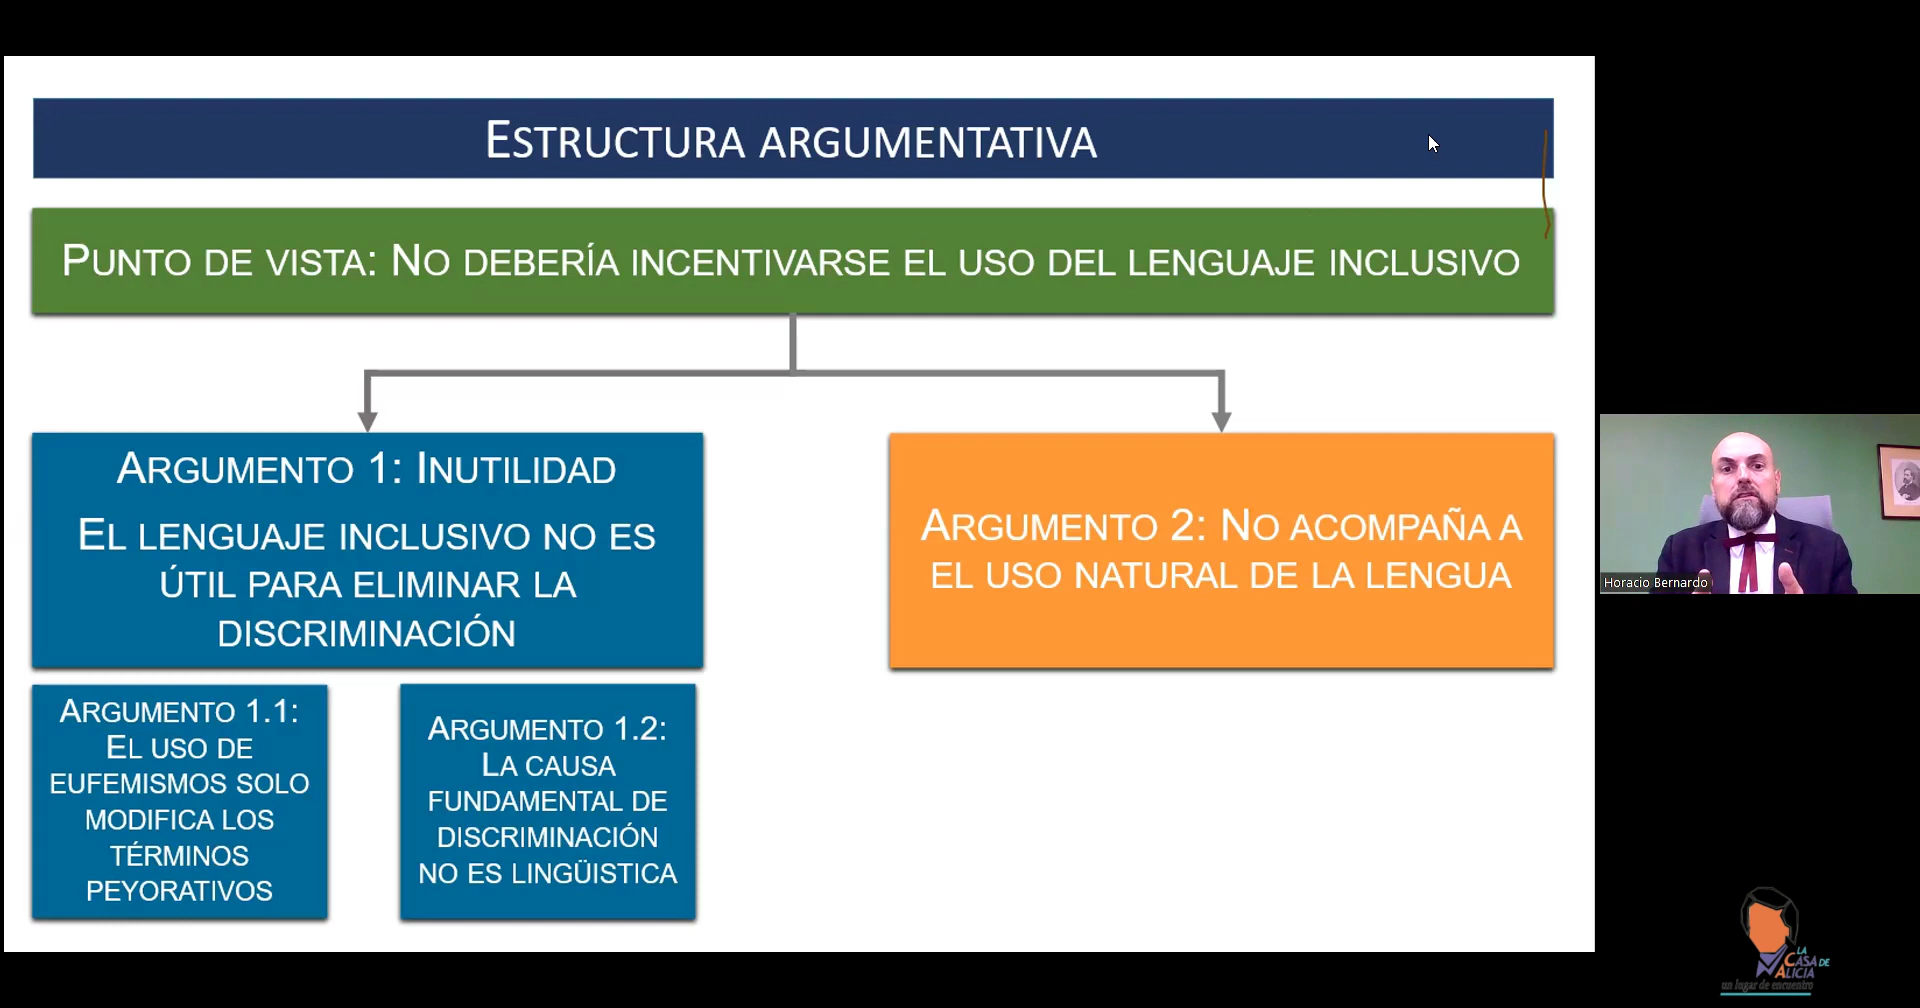 ESTRUCTURA ARGUMENTATIVA
PUNTO DE VISTA: NO DEBERÍA INCENTIVARSE EL USO DEL LENGUAJE INCLUSIVO
ARGUMENTO 1: INUTILIDAD
EL LENGUAJE INCLUSIVO NO ES
ÚTIL PARA ELIMINAR LA
DISCRIMINACIÓN
ARGUMENTO 2: NO ACOMPAÑA A
EL USO NATURAL DE LA LENGUA
ARGUMENTO 1.1:
EL USO DE
EUFEMISMOS SOLO
MODIFICA LOS
TÉRMINOS
PEYORATIVOS
ARGUMENTO 1.2:
LA CAUSA
FUNDAMENTAL DE
DISCRIMINACIÓN
NO ES LINGÜISTICA
Horacio Bernardo
LA
CASA DE
ALICIA
un lugar de encuentro